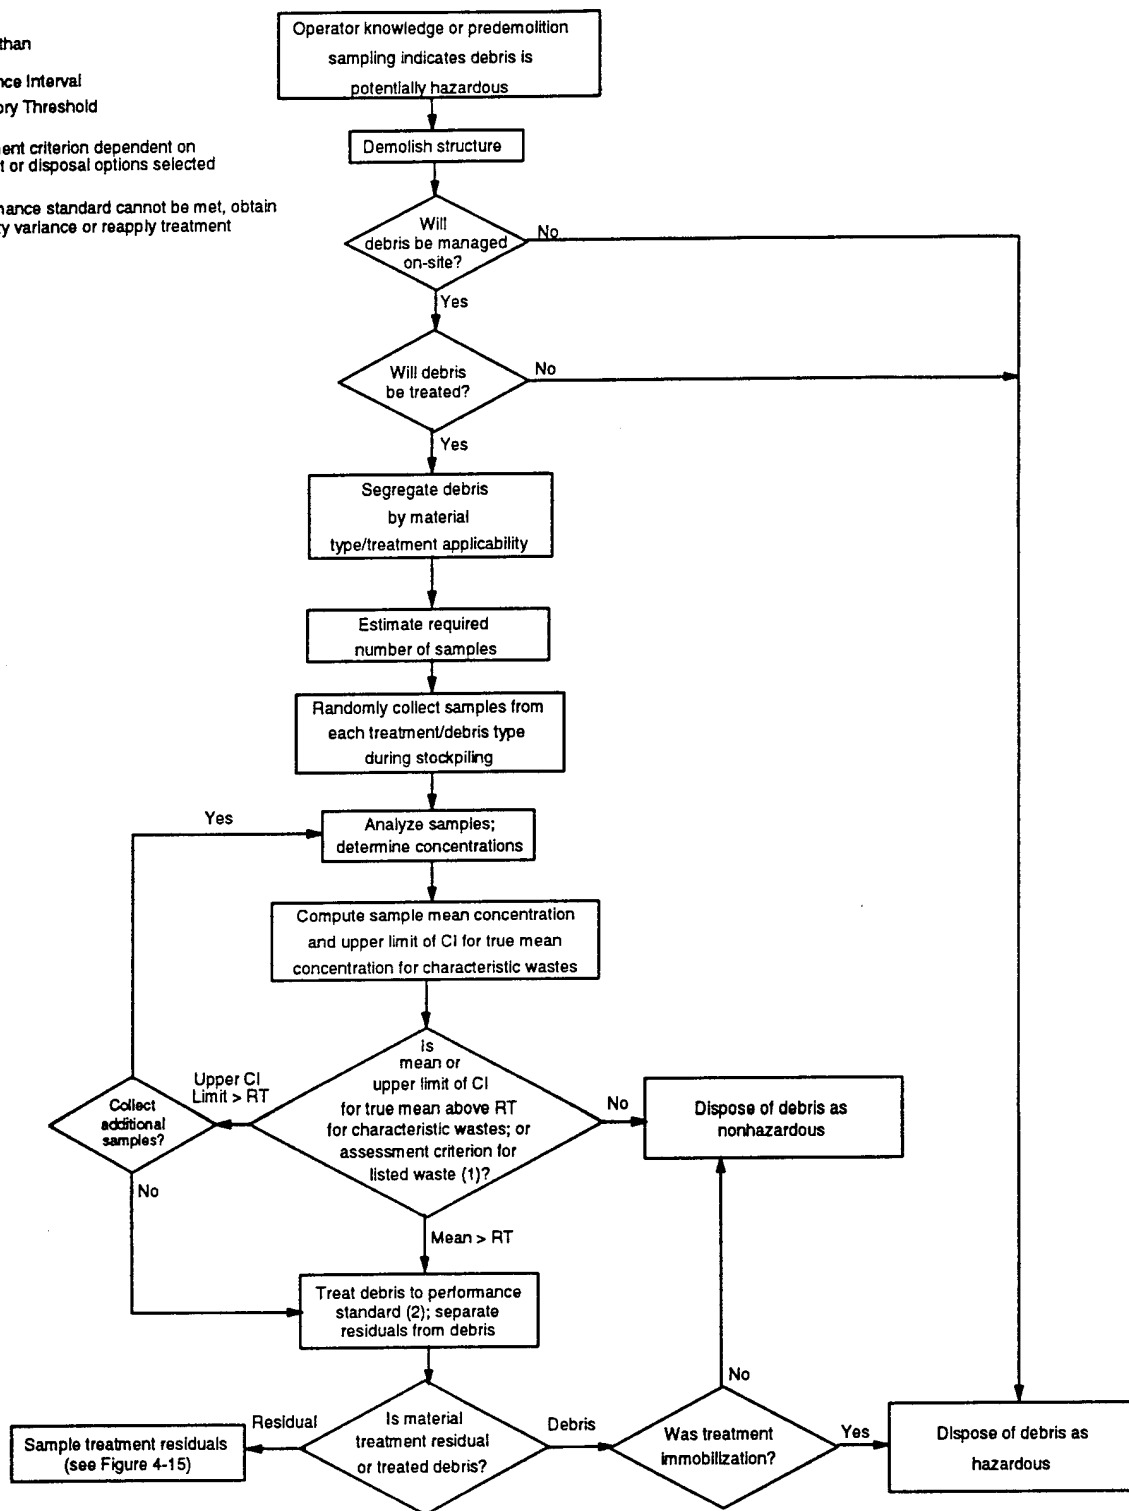 than
nce Interval
ory Threshold
ent criterion dependent on
t or disposal options selected
nance standard cannot be met, obtain
ty variance or reapply treatment
Operator knowledge or predemolition
sampling indicates debris is
potentially hazardous
Demolish structure
Will
debris be managed
on-site?
No
Yes
Will debris
be treated?
No
Yes
Segregate debris
by material
type/treatment applicability
Estimate required
number of samples
Randomly collect samples from
each treatment/debris type
during stockpiling
Yes
Analyze samples;
determine concentrations
Compute sample mean concentration
and upper limit of CI for true mean
concentration for characteristic wastes
Is
mean or
upper limit of CI
for true mean above RT
for characteristic wastes; or
assessment criterion for
listed waste (1)?
Upper CI
Limit > RT
Collect
additional
samples?
No
No
Dispose of debris as
nonhazardous
Mean > RT
Treat debris to performance
standard (2); separate
residuals from debris
Is material
treatment residual
or treated debris?
Residual
Sample treatment residuals
(see Figure 4-15)
Debris
Was treatment
immobilization?
No
Yes
Dispose of debris as
hazardous